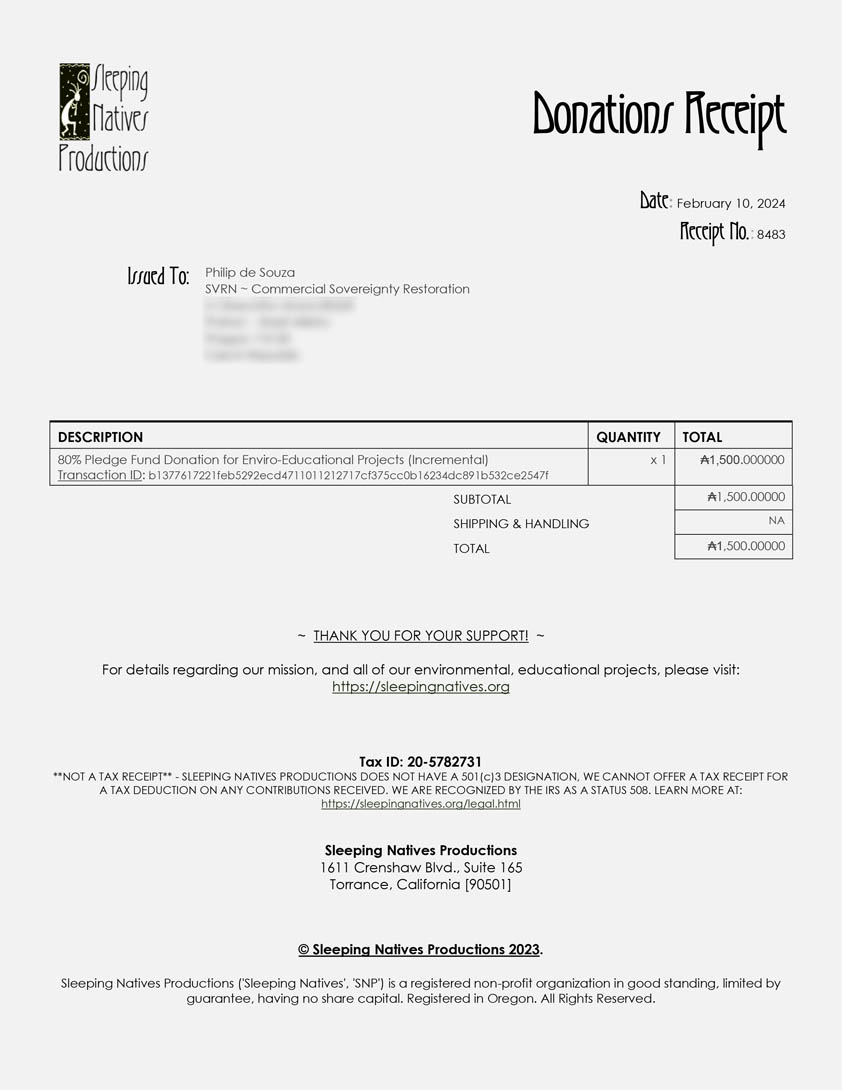 Sleeping
Natives
Productions
Donations Receipt
Date: February 10, 2024
Receipt No.: 8483
Issued To: Philip de Souza
SVRN ~ Commercial Sovereignty Restoration
DESCRIPTION QUANTITY TOTAL
80% Pledge Fund Donation for Enviro-Educational Projects (Incremental) x 1 ₳1,500.000000
Transaction ID: b1377617221feb5292ecd4711011212717cf375cc0b16234dc891b532ce2547f
SUBTOTAL ₳1,500.00000
SHIPPING & HANDLING NA
TOTAL ₳1,500.00000
~ THANK YOU FOR YOUR SUPPORT! ~
For details regarding our mission, and all of our environmental, educational projects, please visit:
https://sleepingnatives.org
Tax ID: 20-5782731
**NOT A TAX RECEIPT** - SLEEPING NATIVES PRODUCTIONS DOES NOT HAVE A 501(c)3 DESIGNATION, WE CANNOT OFFER A TAX RECEIPT FOR
A TAX DEDUCTION ON ANY CONTRIBUTIONS RECEIVED. WE ARE RECOGNIZED BY THE IRS AS A STATUS 508. LEARN MORE AT:
https://sleepingnatives.org/legal.html
Sleeping Natives Productions
1611 Crenshaw Blvd., Suite 165
Torrance, California [90501]
© Sleeping Natives Productions 2023.
Sleeping Natives Productions ('Sleeping Natives', 'SNP') is a registered non-profit organization in good standing, limited by
guarantee, having no share capital. Registered in Oregon. All Rights Reserved.